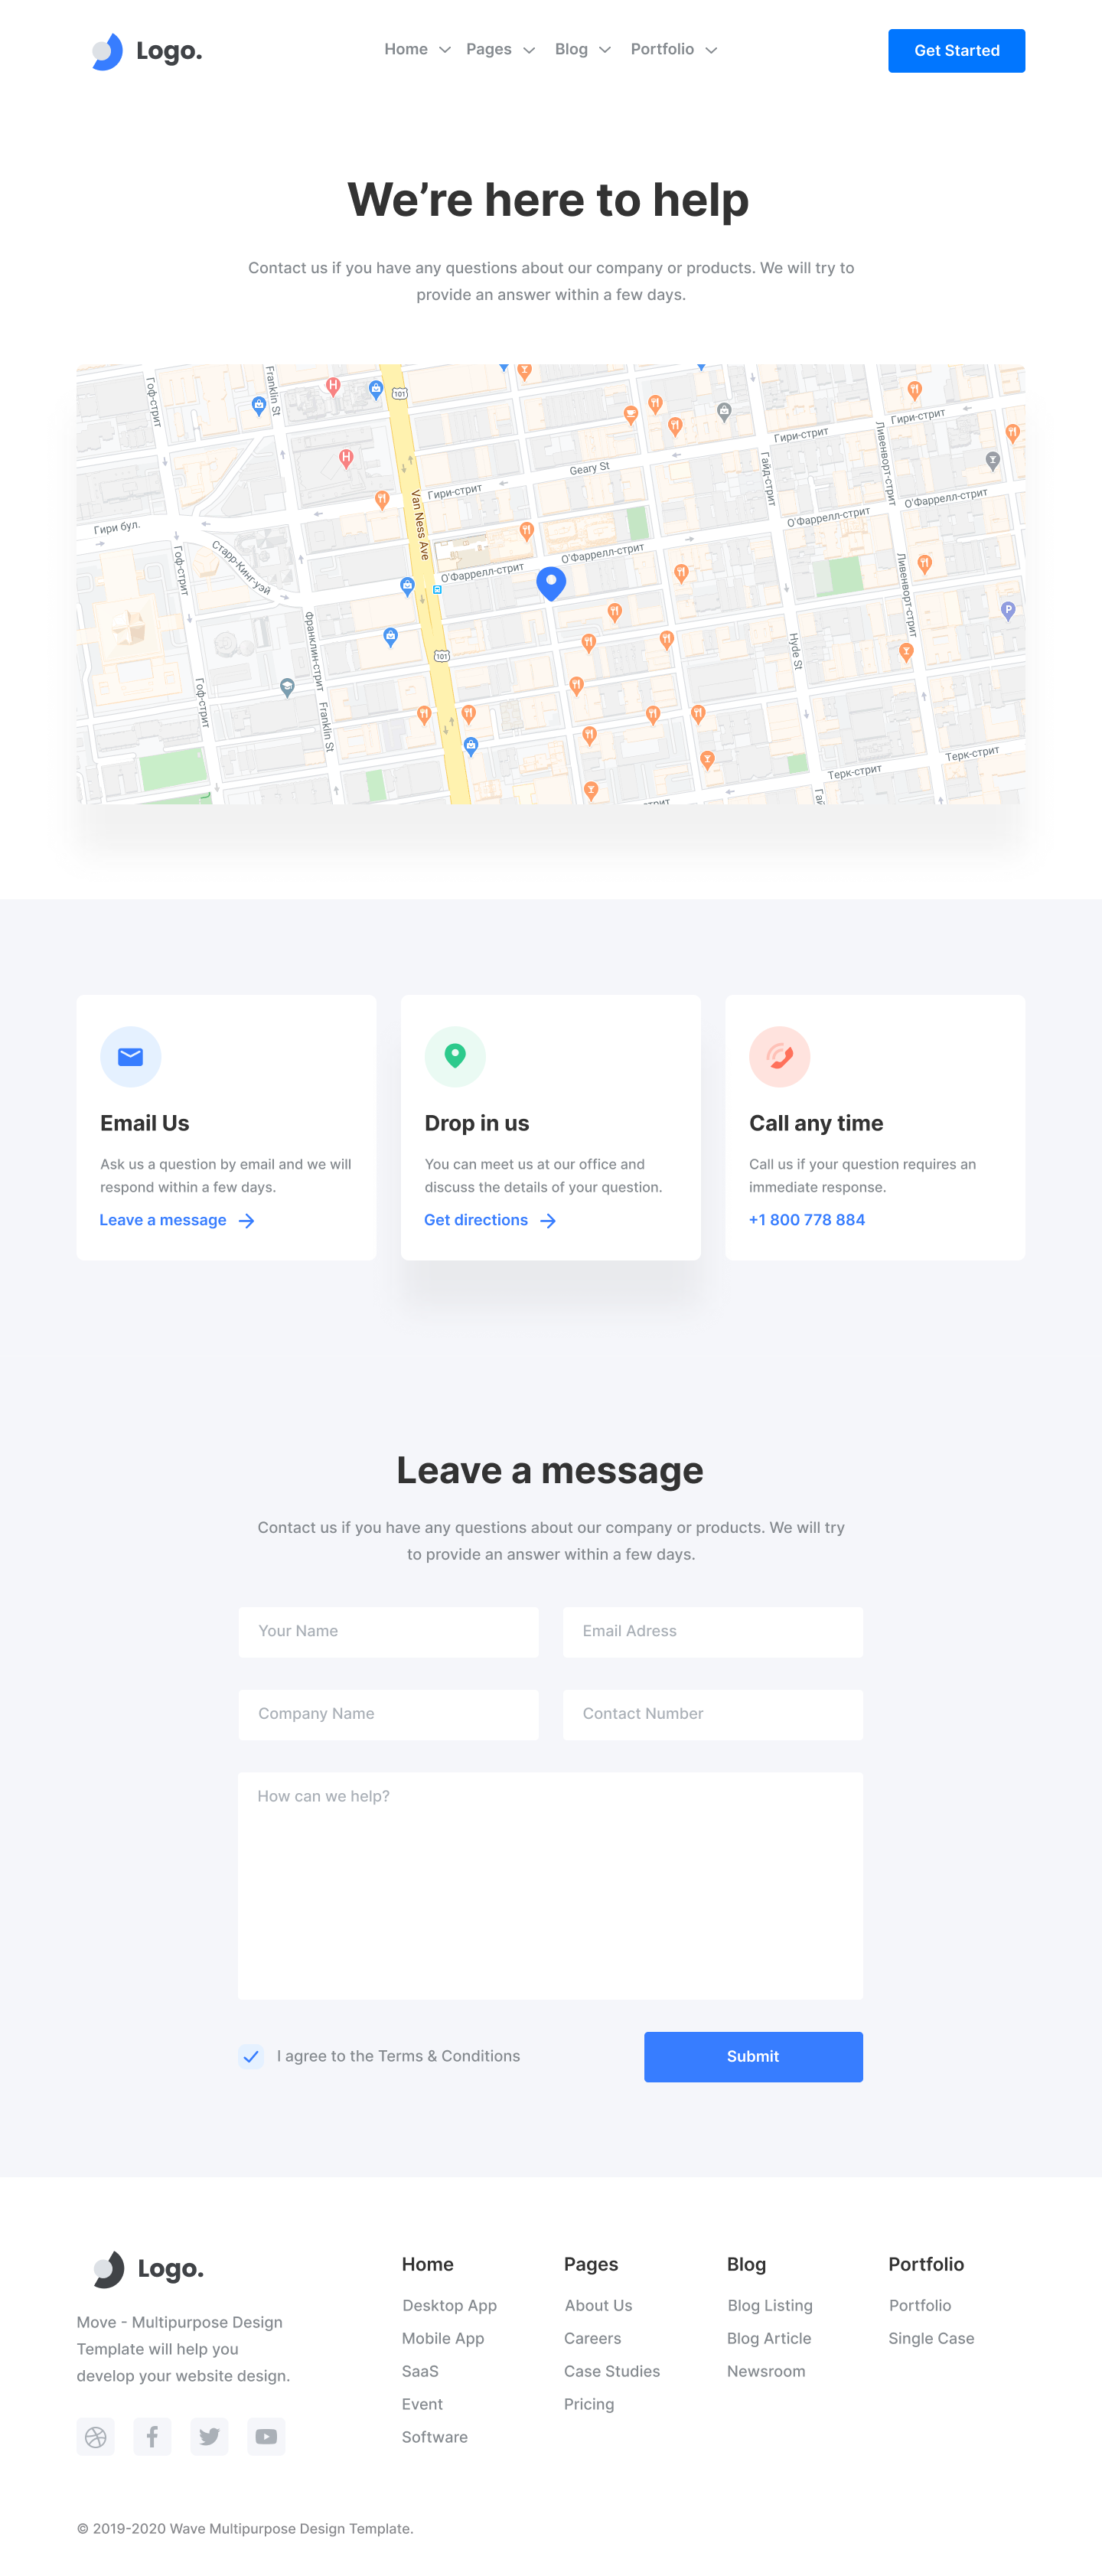 Logo.
Home
Pages
Blog
Portfolio
Get Started
We’re here to help
Contact us if you have any questions about our company or products. We will try to
provide an answer within a few days.
Гоф-стрит
Franklin St
101
Гири-стрит
Гири-стрит
Ливенворт-стрит
Geary St
Гайд-стрит
Гири-стрит
Van Ness Ave
О'Фаррелл-стрит
О'Фаррелл-стрит
Гири бул.
Старр-Кинг-уэй
Гоф-стрит
О'Фаррелл-стрит
О'Фаррелл-стрит
Ливенворт-стрит
Франклин-стрит
Hyde St
101
Гоф-стрит
Franklin St
Терк-стрит
Терк-стрит
стрит
Гай
Email Us
Ask us a question by email and we will
respond within a few days.
Leave a message
Drop in us
You can meet us at our office and
discuss the details of your question.
Get directions
Call any time
Call us if your question requires an
immediate response.
+1 800 778 884
Leave a message
Contact us if you have any questions about our company or products. We will try
to provide an answer within a few days.
Your Name
Email Adress
Company Name
Contact Number
How can we help?
I agree to the Terms & Conditions
Submit
Logo.
Move - Multipurpose Design
Template will help you
develop your website design.
Home
Desktop App
Mobile App
SaaS
Event
Software
Pages
About Us
Careers
Case Studies
Pricing
Blog
Blog Listing
Blog Article
Newsroom
Portfolio
Portfolio
Single Case
© 2019-2020 Wave Multipurpose Design Template.